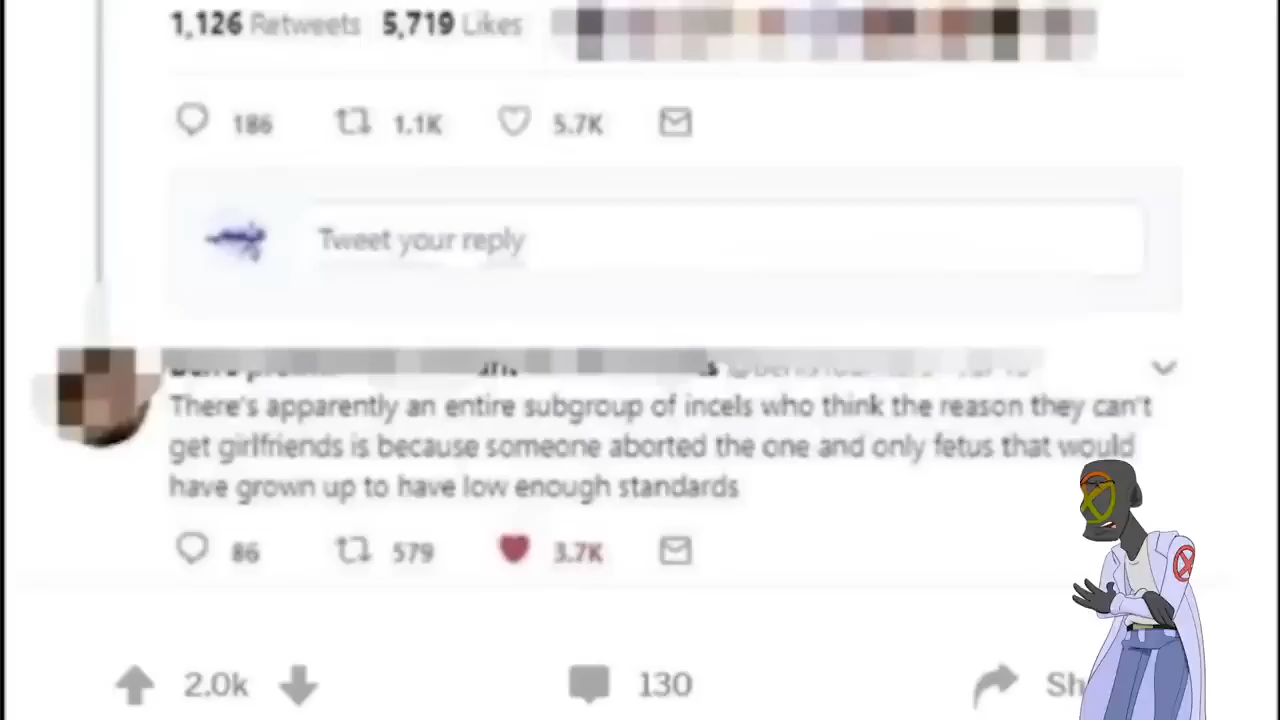 1,126 Retweets 5,719 Likes
186 1.1K 5.7K
Tweet your reply
There's apparently an entire subgroup of incels who think the reason they can't
get girlfriends is because someone aborted the one and only fetus that would
have grown up to have low enough standards
86 579 3.7K
2.0k 130 Sh